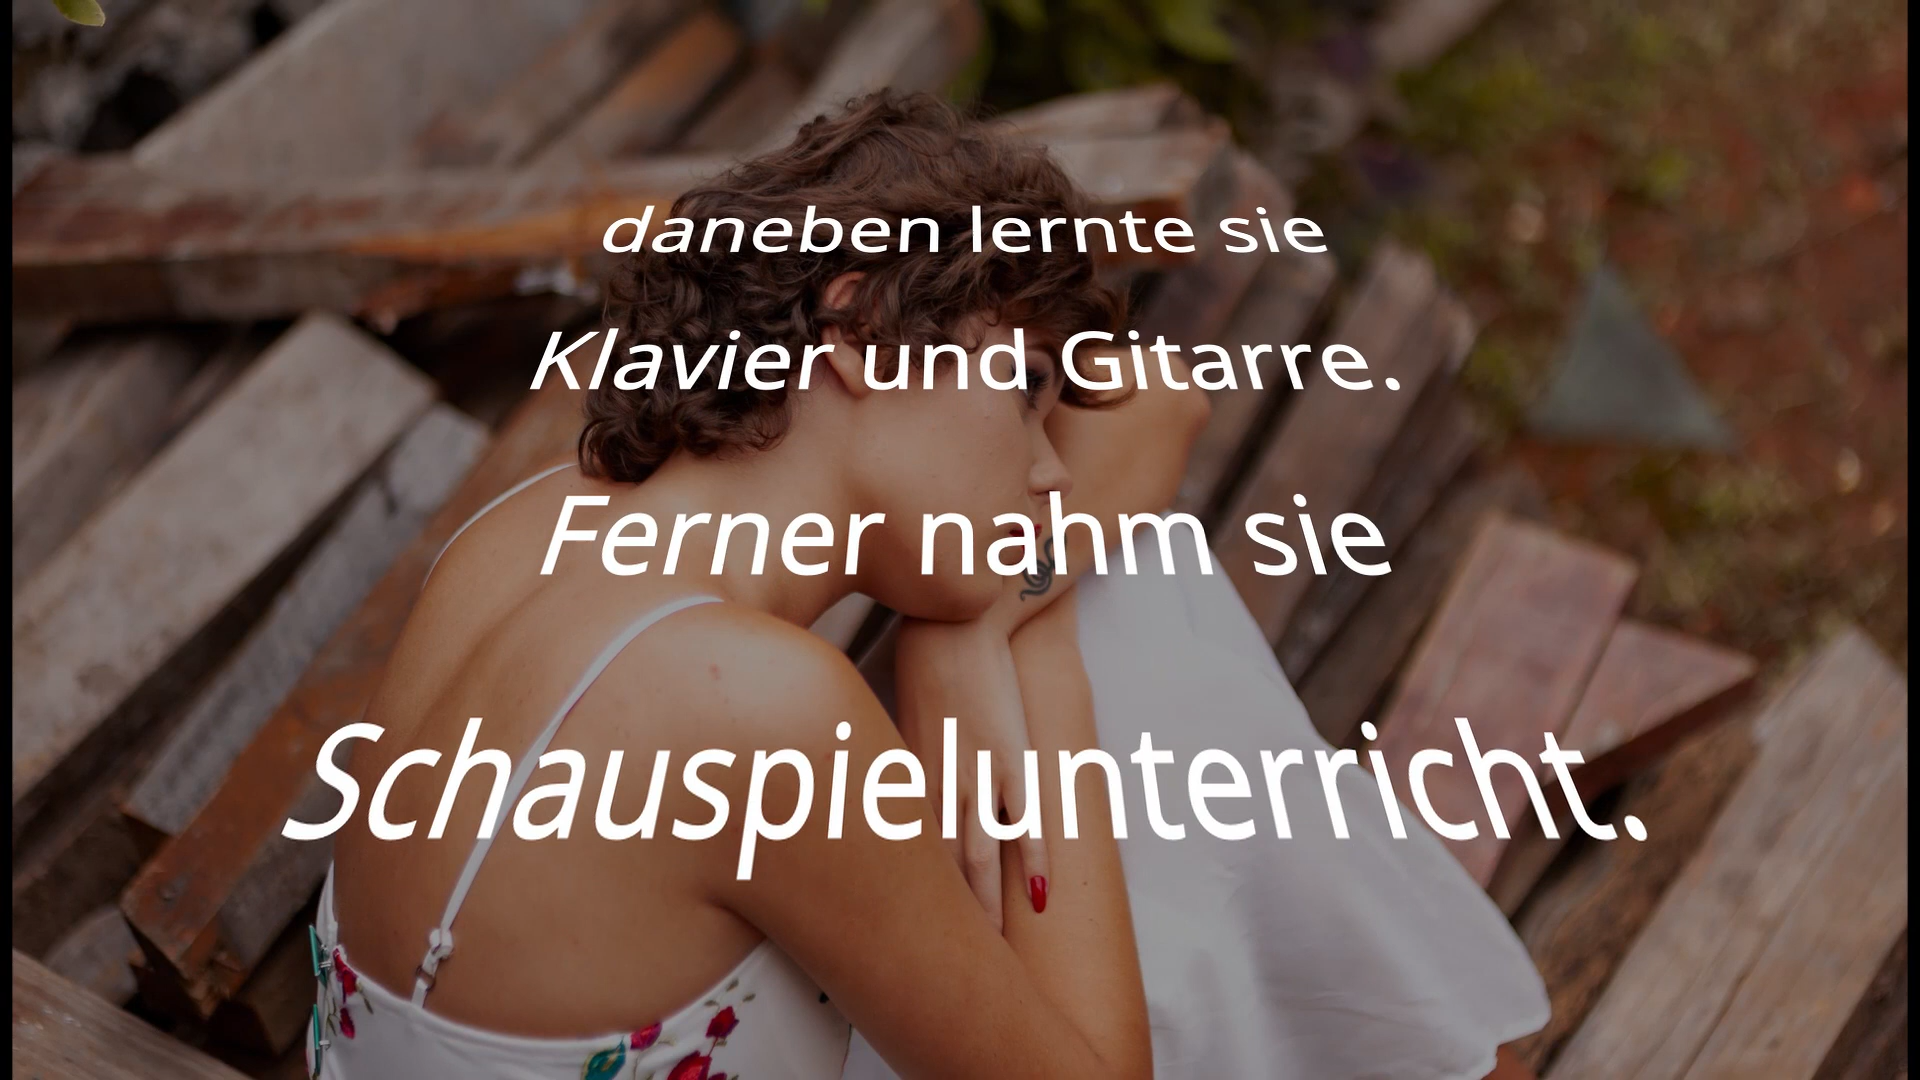 daneben lernte sie
Klavier und Gitarre.
Ferner nahm sie
Schauspielunterricht.